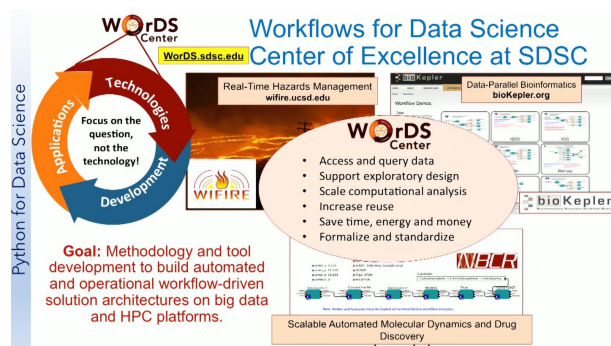 WorDS
Center
Workflows for Data Science
WorDS.sdsc.edu
Center of Excellence at SDSC
Python for Data Science
Technologies
Applications
Development
Focus on the
question,
not the
technology!
Real-Time Hazards Management
wifire.ucsd.edu
WIFIRE
bioKepler
Data-Parallel Bioinformatics
bioKepler.org
Workflow Demos
WorDS
Center
• Access and query data
• Support exploratory design
• Scale computational analysis
• Increase reuse
• Save time, energy and money
• Formalize and standardize
bioKepler
Goal: Methodology and tool
development to build automated
and operational workflow-driven
solution architectures on big data
and HPC platforms.
NBCR
Scalable Automated Molecular Dynamics and Drug
Discovery